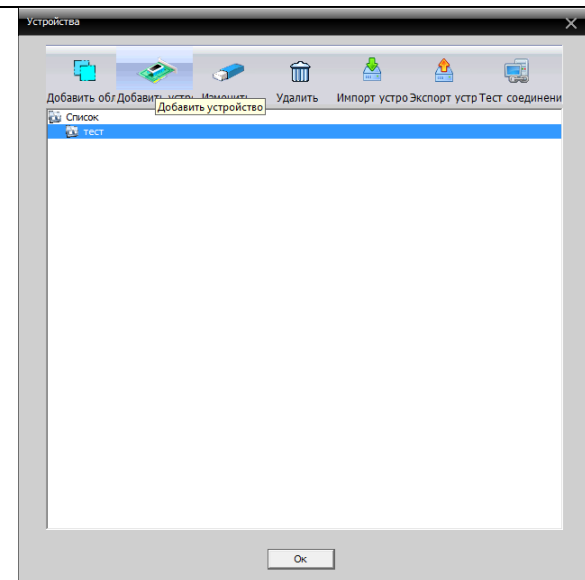 Устройства
Добавить обл Добавить устр Изменить Удалить Импорт устро Экспорт устр Тест соединени
Добавить устройство
Список
тест
Ок